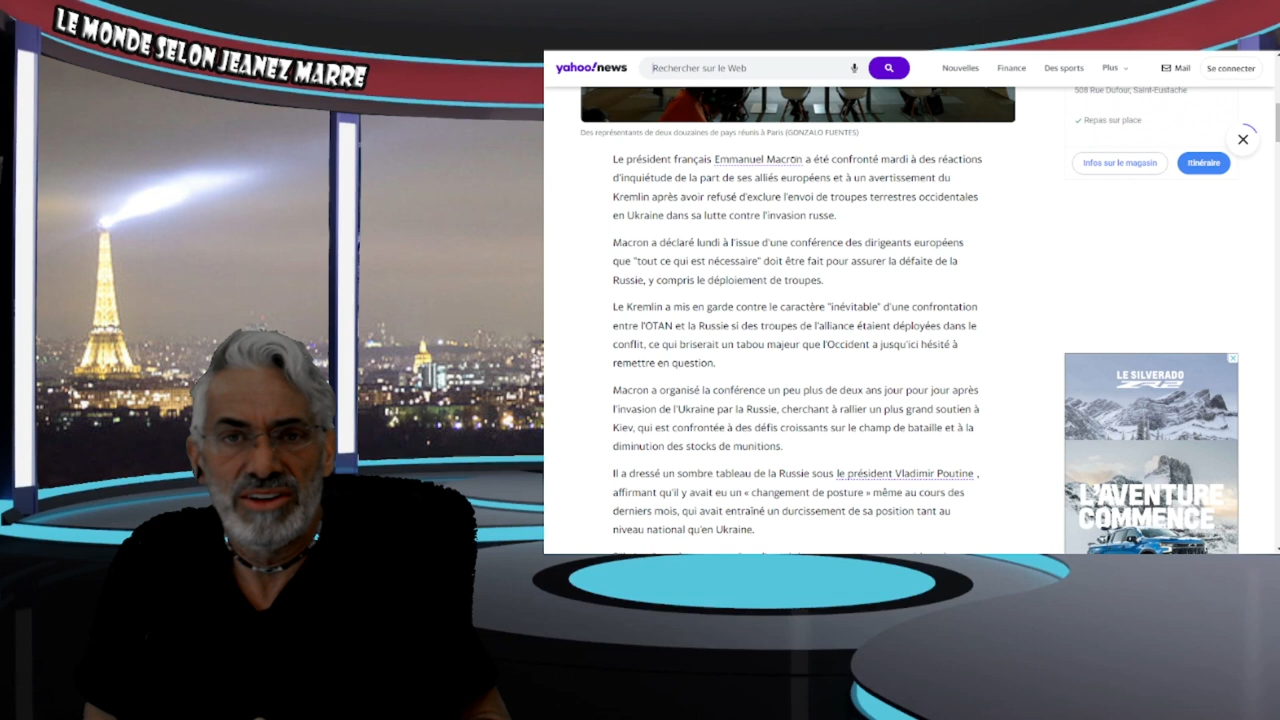 LE MONDE SELON JEANEZ MARRE
yahoo!news
Rechercher sur le Web
Nouvelles
Finance
Des sports
Plus
Mail
Se connecter
508 Rue Dufour, Saint-Eustache
Repas sur place
Infos sur le magasin
Itinéraire
Des représentants de deux douzaines de pays réunis à Paris (GONZALO FUENTES)
Le président français Emmanuel Macron a été confronté mardi à des réactions
d'inquiétude de la part de ses alliés européens et à un avertissement du
Kremlin après avoir refusé d'exclure l'envoi de troupes terrestres occidentales
en Ukraine dans sa lutte contre l'invasion russe.
Macron a déclaré lundi à l'issue d'une conférence des dirigeants européens
que "tout ce qui est nécessaire" doit être fait pour assurer la défaite de la
Russie, y compris le déploiement de troupes.
Le Kremlin a mis en garde contre le caractère "inévitable" d'une confrontation
entre l'OTAN et la Russie si des troupes de l'alliance étaient déployées dans le
conflit, ce qui briserait un tabou majeur que l'Occident a jusqu'ici hésité à
remettre en question.
Macron a organisé la conférence un peu plus de deux ans jour pour jour après
l'invasion de l'Ukraine par la Russie, cherchant à rallier un plus grand soutien à
Kiev, qui est confrontée à des défis croissants sur le champ de bataille et à la
diminution des stocks de munitions.
Il a dressé un sombre tableau de la Russie sous le président Vladimir Poutine ,
affirmant qu'il y avait eu un « changement de posture » même au cours des
derniers mois, qui avait entraîné un durcissement de sa position tant au
niveau national qu'en Ukraine.
LE SILVERADO
ZR2
L'AVENTURE
COMMENCE